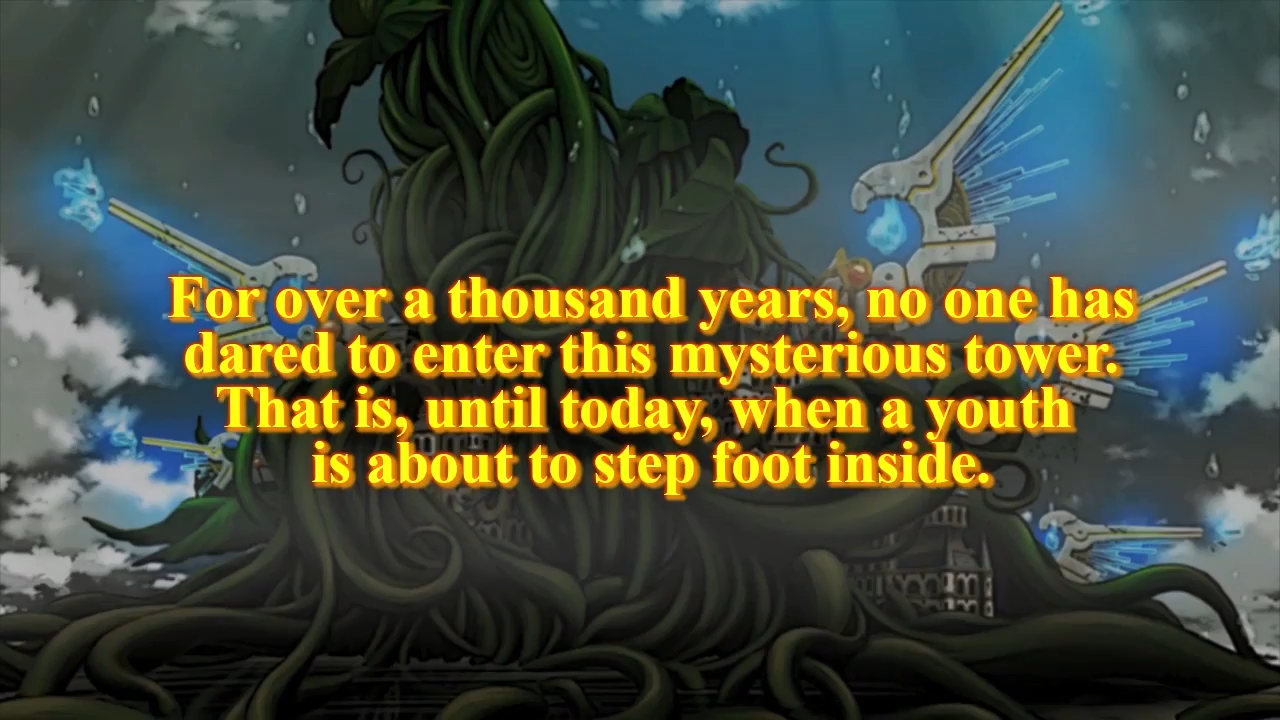 For over a thousand years, no one has
dared to enter this mysterious tower.
That is, until today, when a youth
is about to step foot inside.